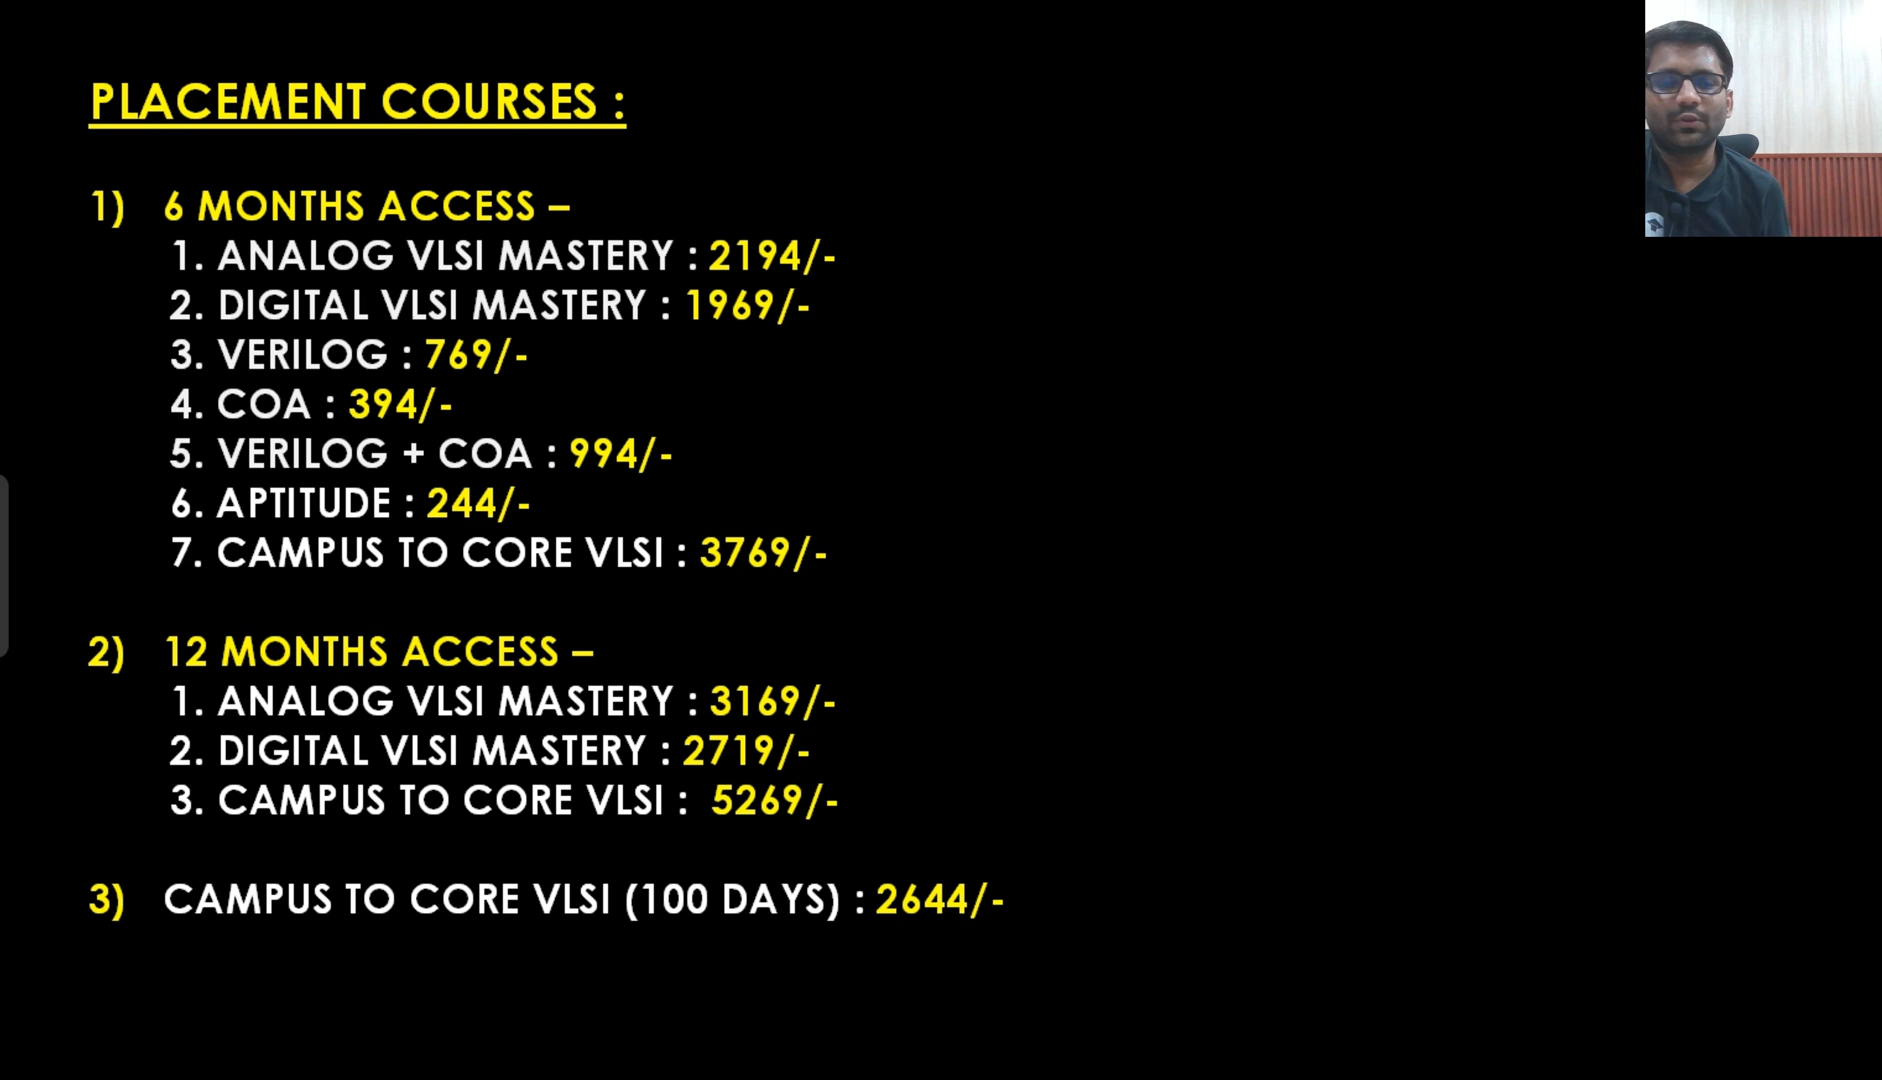 PLACEMENT COURSES :
1) 6 MONTHS ACCESS –
1. ANALOG VLSI MASTERY : 2194/-
2. DIGITAL VLSI MASTERY : 1969/-
3. VERILOG : 769/-
4. COA : 394/-
5. VERILOG + COA : 994/-
6. APTITUDE : 244/-
7. CAMPUS TO CORE VLSI : 3769/-
2) 12 MONTHS ACCESS –
1. ANALOG VLSI MASTERY : 3169/-
2. DIGITAL VLSI MASTERY : 2719/-
3. CAMPUS TO CORE VLSI : 5269/-
3) CAMPUS TO CORE VLSI (100 DAYS) : 2644/-